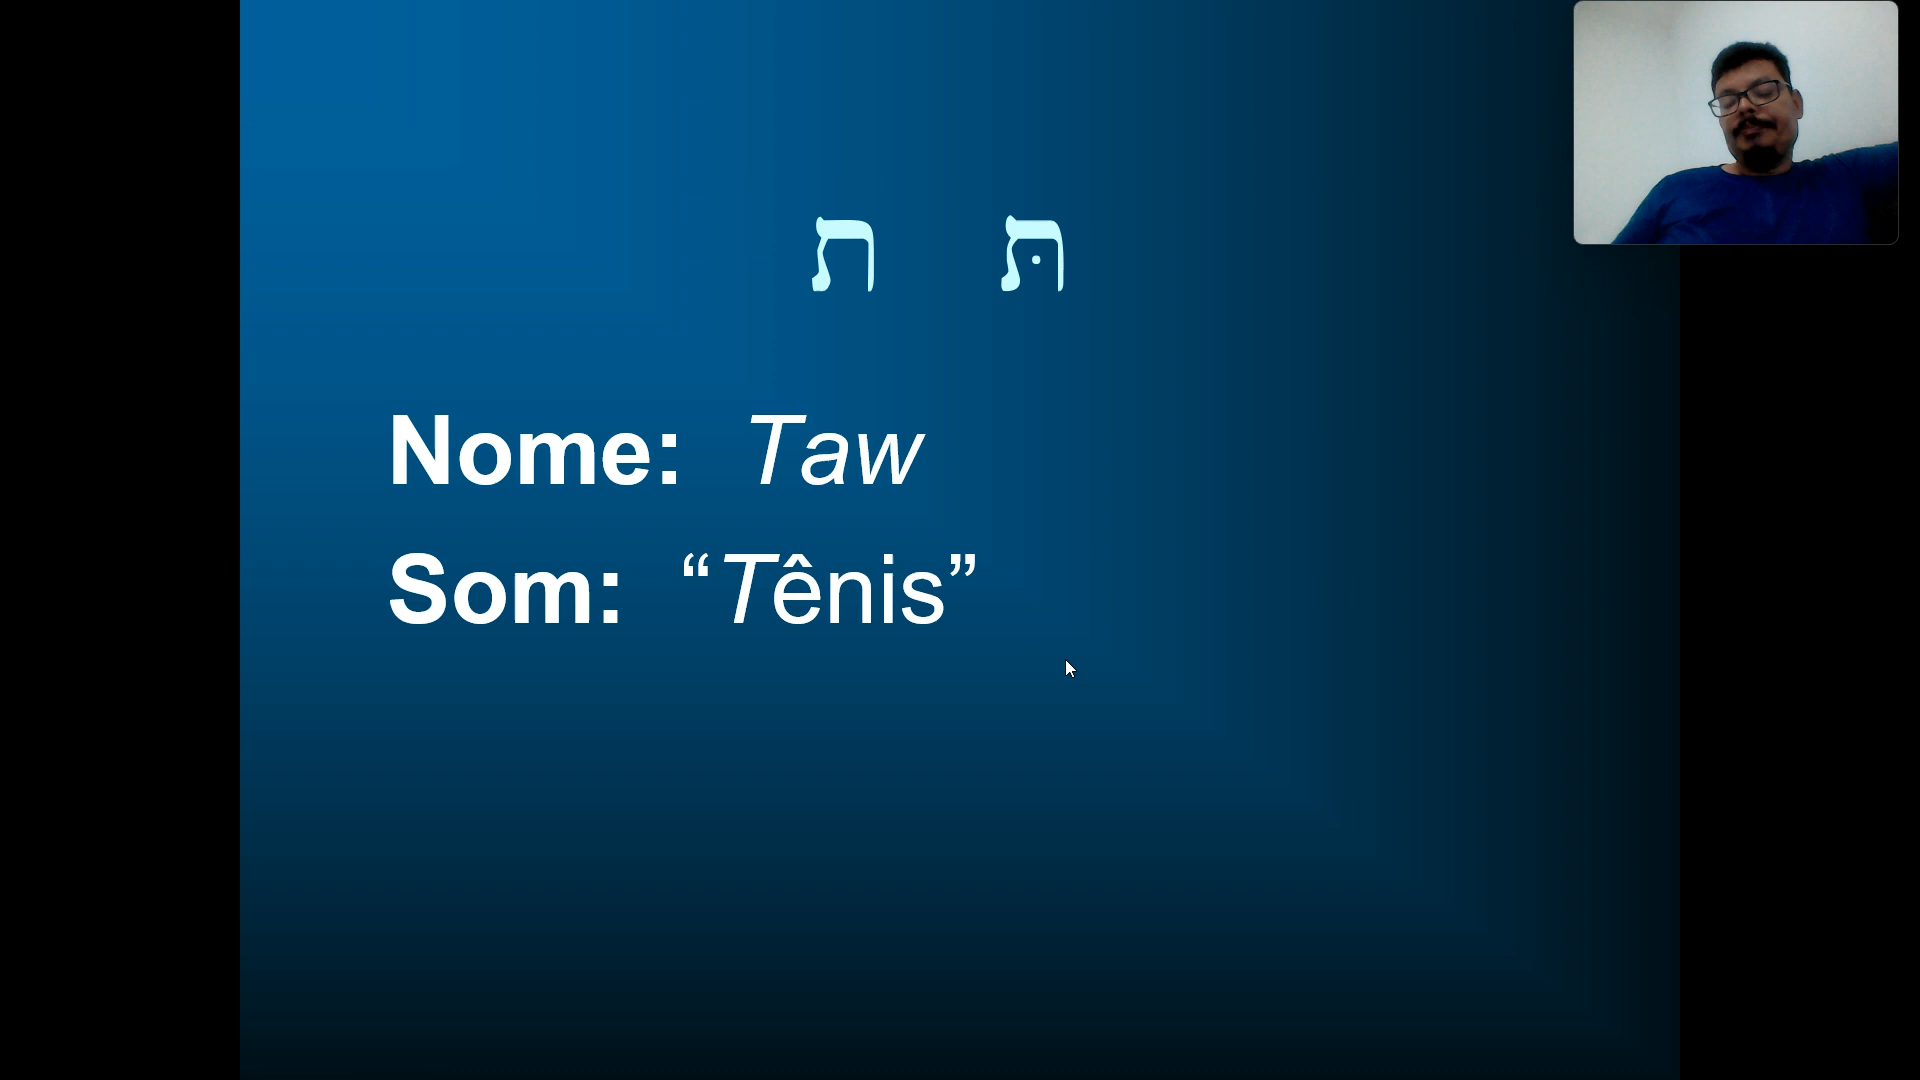 תּ ת
Nome: Taw
Som: “Tênis”